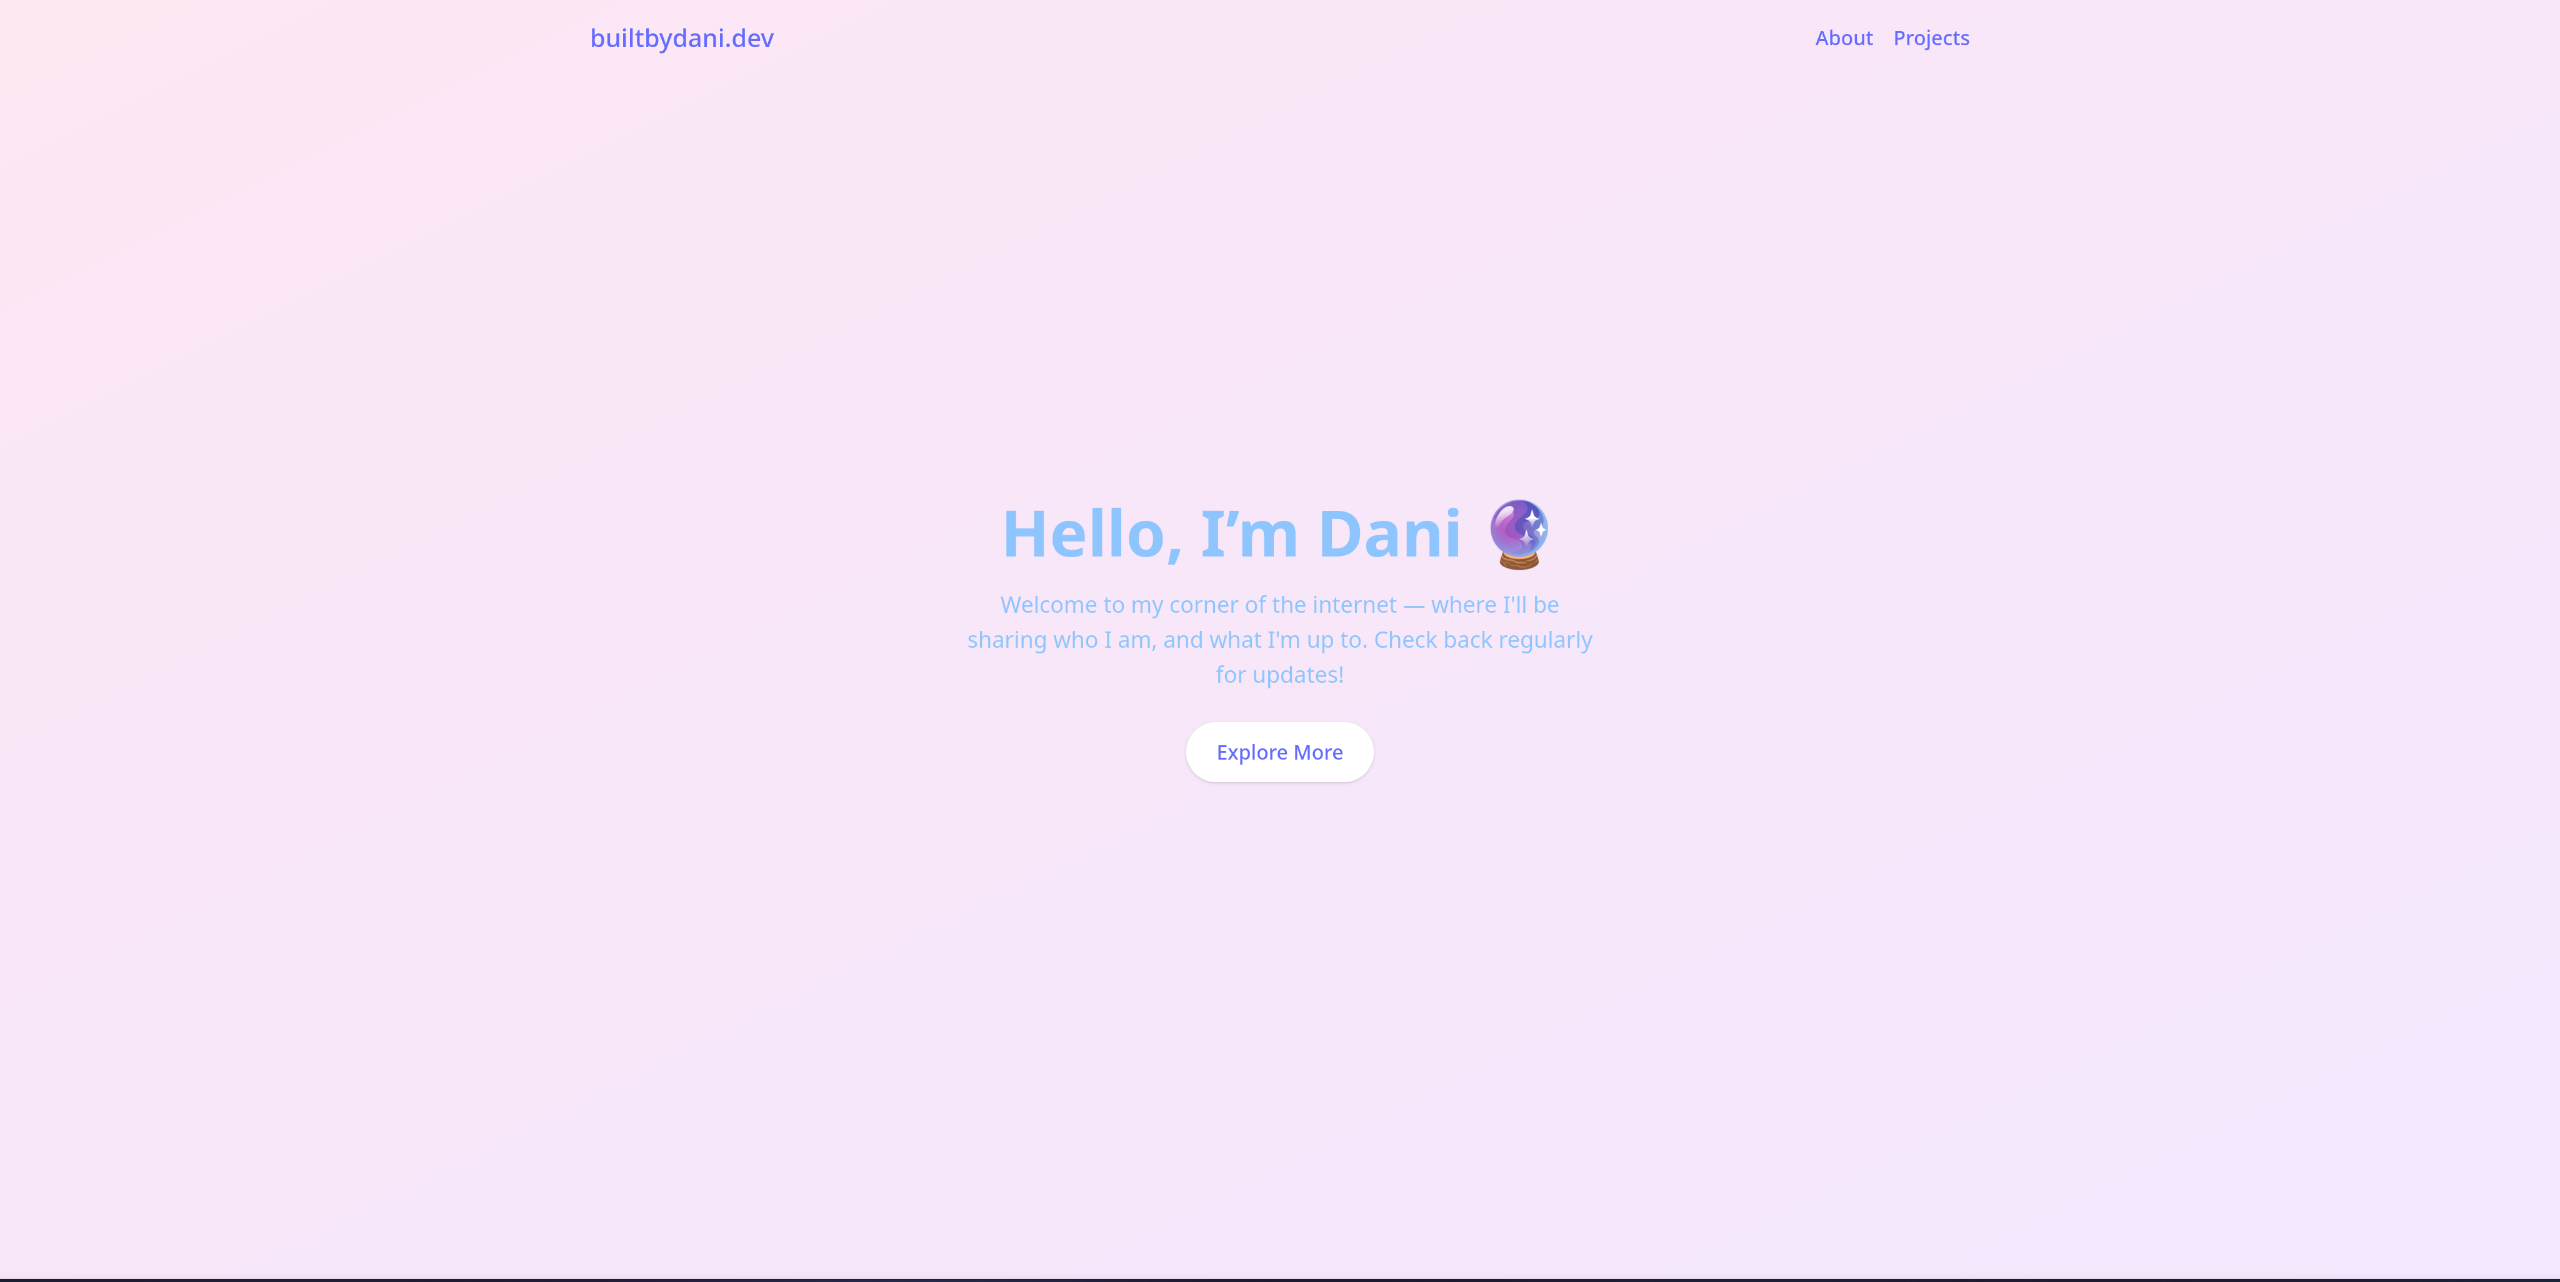 builtbydani.dev
About Projects
Hello, I’m Dani 🔮
Welcome to my corner of the internet — where I'll be
sharing who I am, and what I'm up to. Check back regularly
for updates!
Explore More